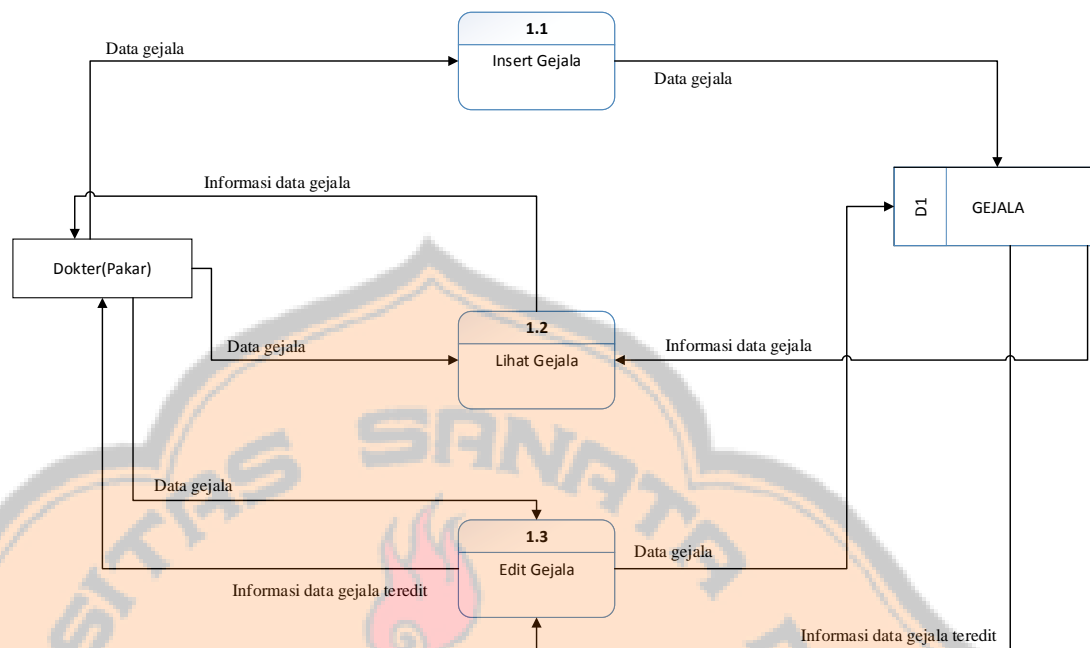 1.1
Data gejala
Insert Gejala
Data gejala
Informasi data gejala
D1
GEJALA
Dokter(Pakar)
1.2
Data gejala
Lihat Gejala
Informasi data gejala
SITAS SANATA
Data gejala
1.3
Edit Gejala
Data gejala
Informasi data gejala teredit
Informasi data gejala teredit